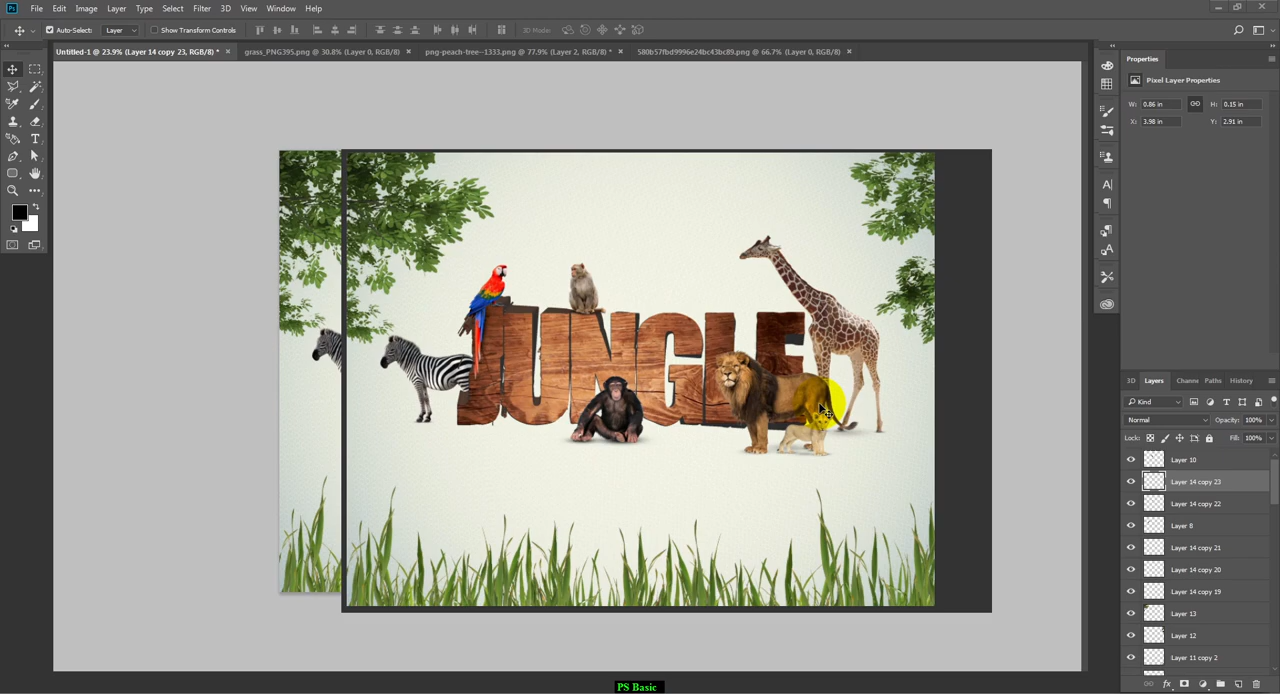 Ps File Edit Image Layer Type Select Filter 3D View Window Help
Auto-Select: Layer Show Transform Controls 3D Mode:
Untitled-1 @ 23.9% (Layer 14 copy 23, RGB/8) * × grass_PNG395.png @ 30.8% (Layer 0, RGB/8) × png-peach-tree--1333.png @ 77.9% (Layer 2, RGB/8) * × 580b57fbd9996e24bc43bc89.png @ 66.7% (Layer 0, RGB/8) ×
Properties
Pixel Layer Properties
W: 0.86 in H: 0.15 in
X: 3.98 in Y: 2.91 in
JUNGLE
3D Layers Channe Paths History
Kind
Normal Opacity: 100%
Lock: Fill: 100%
Layer 10
Layer 14 copy 23
Layer 14 copy 22
Layer 8
Layer 14 copy 21
Layer 14 copy 20
Layer 14 copy 19
Layer 13
Layer 12
Layer 11 copy 2
PS Basic